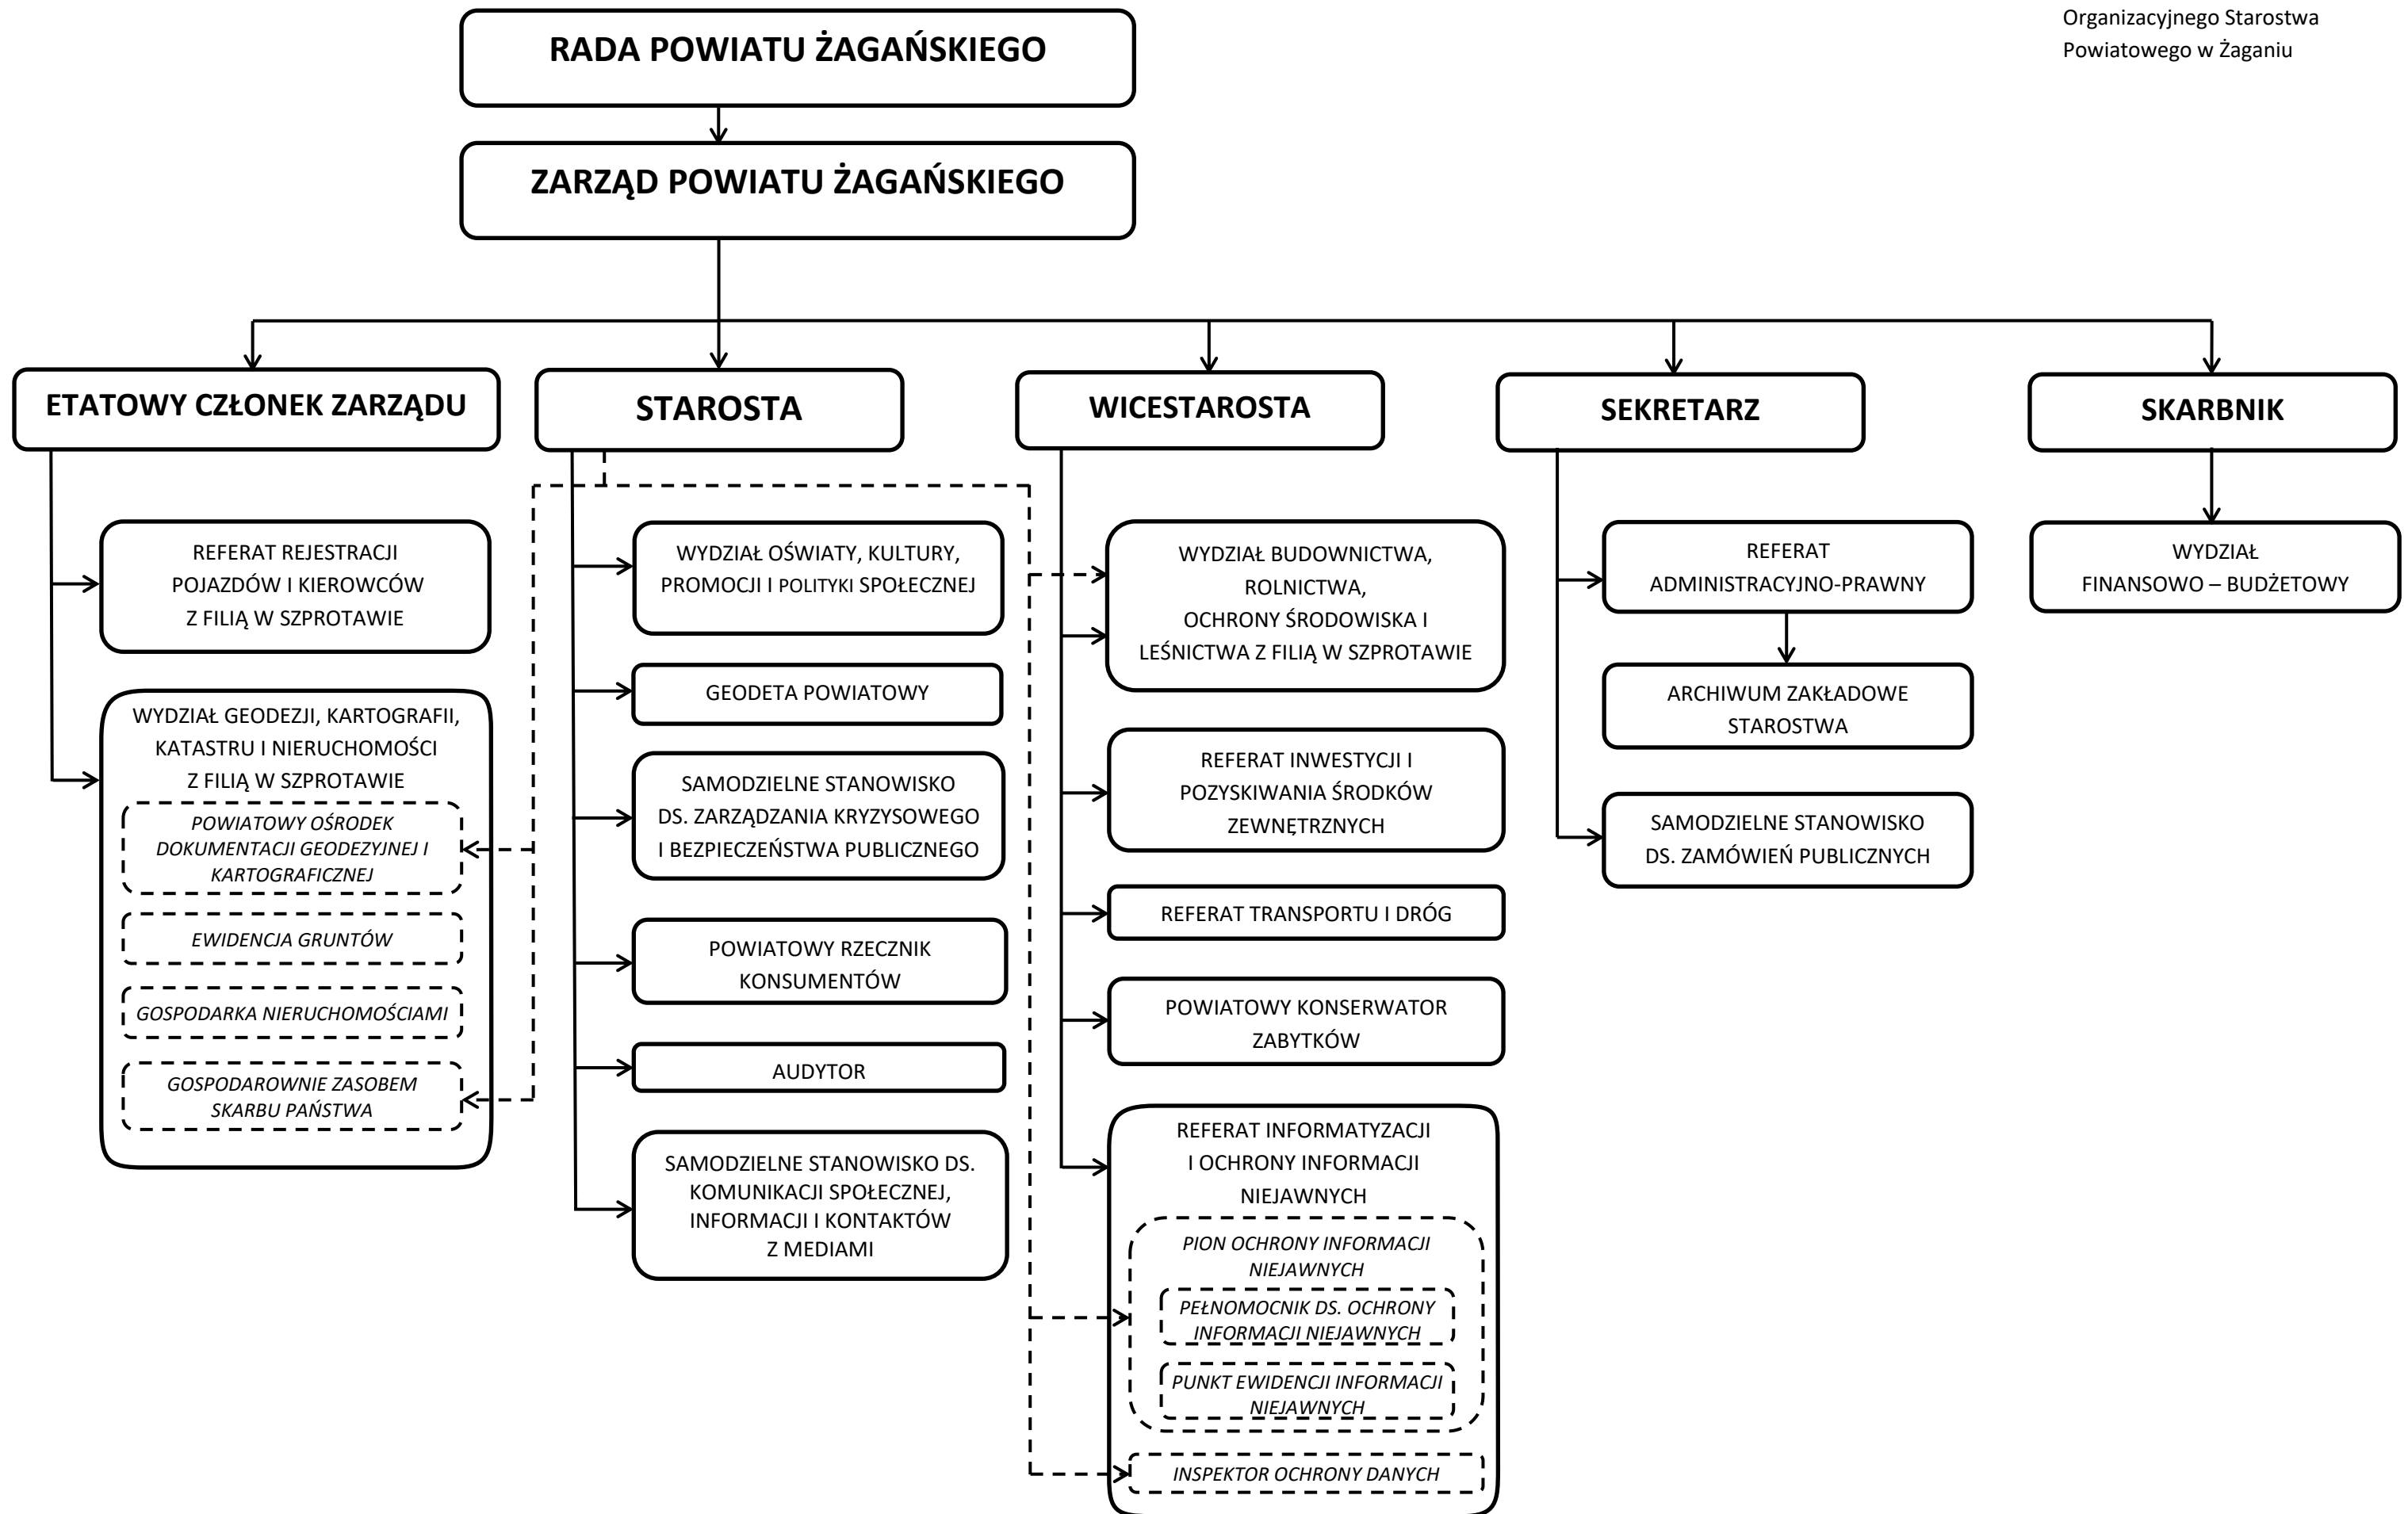 Organizacyjnego Starostwa
Powiatowego w Żaganiu
RADA POWIATU ŻAGAŃSKIEGO
ZARZĄD POWIATU ŻAGAŃSKIEGO
ETATOWY CZŁONEK ZARZĄDU
REFERAT REJESTRACJI
POJAZDÓW I KIEROWCÓW
Z FILIĄ W SZPROTAWIE
WYDZIAŁ GEODEZJI, KARTOGRAFII,
KATASTRU I NIERUCHOMOŚCI
Z FILIĄ W SZPROTAWIE
POWIATOWY OŚRODEK
DOKUMENTACJI GEODEZYJNEJ I
KARTOGRAFICZNEJ
EWIDENCJA GRUNTÓW
GOSPODARKA NIERUCHOMOŚCIAMI
GOSPODAROWNIE ZASOBEM
SKARBU PAŃSTWA
STAROSTA
WYDZIAŁ OŚWIATY, KULTURY,
PROMOCJI I POLITYKI SPOŁECZNEJ
GEODETA POWIATOWY
SAMODZIELNE STANOWISKO
DS. ZARZĄDZANIA KRYZYSOWEGO
I BEZPIECZEŃSTWA PUBLICZNEGO
POWIATOWY RZECZNIK
KONSUMENTÓW
AUDYTOR
SAMODZIELNE STANOWISKO DS.
KOMUNIKACJI SPOŁECZNEJ,
INFORMACJI I KONTAKTÓW
Z MEDIAMI
WICESTAROSTA
WYDZIAŁ BUDOWNICTWA,
ROLNICTWA,
OCHRONY ŚRODOWISKA I
LEŚNICTWA Z FILIĄ W SZPROTAWIE
REFERAT INWESTYCJI I
POZYSKIWANIA ŚRODKÓW
ZEWNĘTRZNYCH
REFERAT TRANSPORTU I DRÓG
POWIATOWY KONSERWATOR
ZABYTKÓW
REFERAT INFORMATYZACJI
I OCHRONY INFORMACJI
NIEJAWNYCH
PION OCHRONY INFORMACJI
NIEJAWNYCH
PEŁNOMOCNIK DS. OCHRONY
INFORMACJI NIEJAWNYCH
PUNKT EWIDENCJI INFORMACJI
NIEJAWNYCH
INSPEKTOR OCHRONY DANYCH
SEKRETARZ
REFERAT
ADMINISTRACYJNO-PRAWNY
ARCHIWUM ZAKŁADOWE
STAROSTWA
SAMODZIELNE STANOWISKO
DS. ZAMÓWIEŃ PUBLICZNYCH
SKARBNIK
WYDZIAŁ
FINANSOWO – BUDŻETOWY